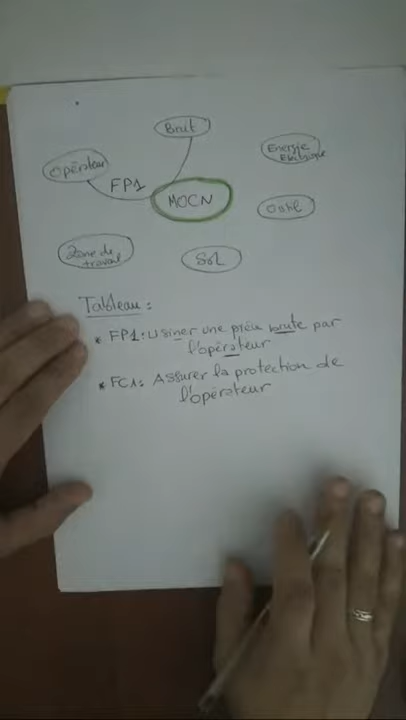 Brut
Energie
Electrique
Opérateur
FP1
MOCN
Outil
Zone de
travail
Sol
Tableau :
* FP1 : Usiner une pièce brute par
l'opérateur
* FC1 : Assurer la protection de
l'opérateur